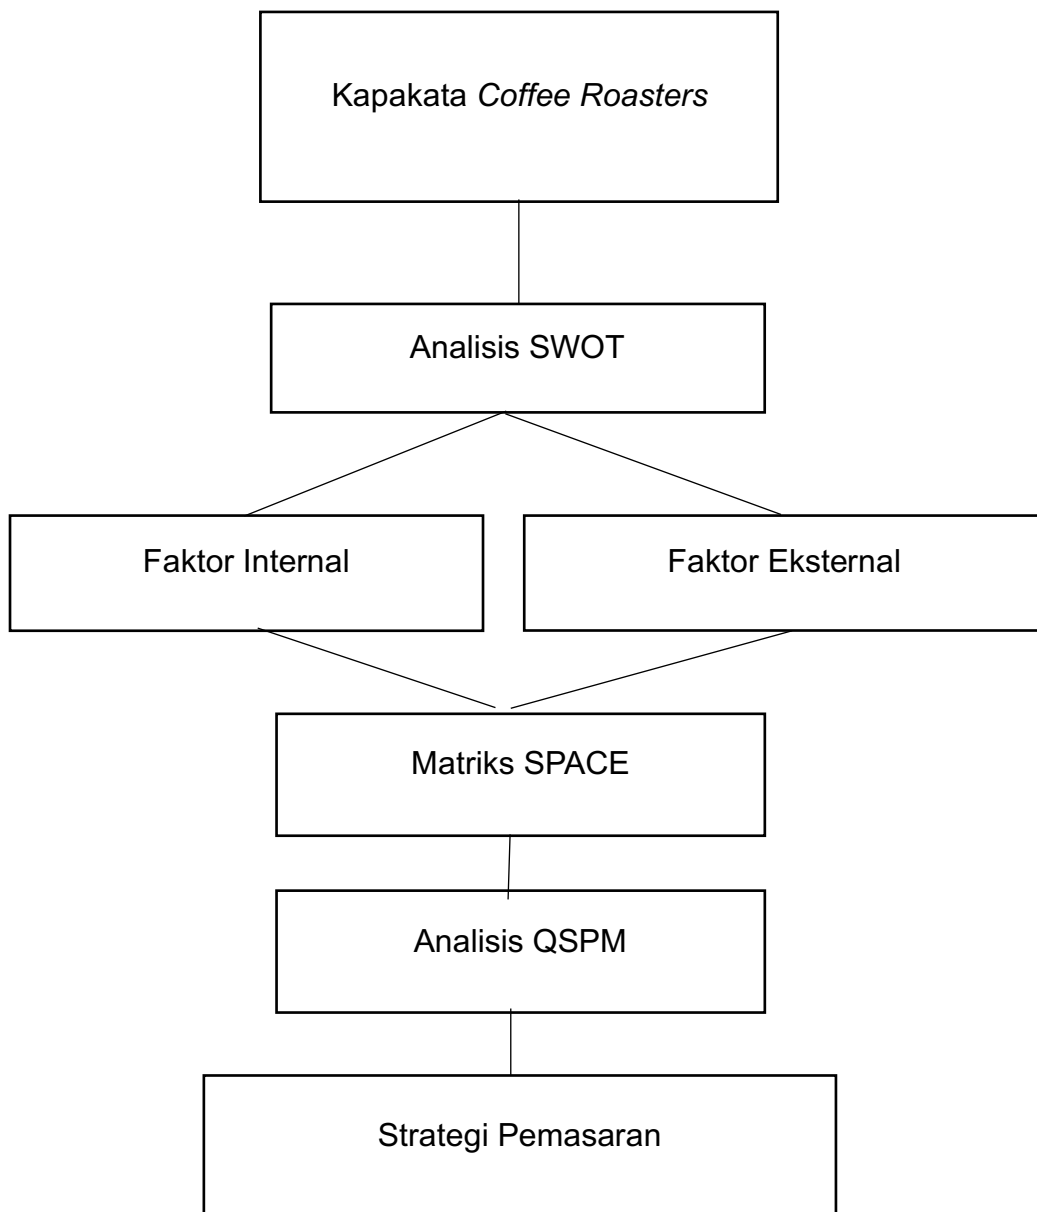 Kapakata Coffee Roasters
Analisis SWOT
Faktor Internal
Faktor Eksternal
Matriks SPACE
Analisis QSPM
Strategi Pemasaran